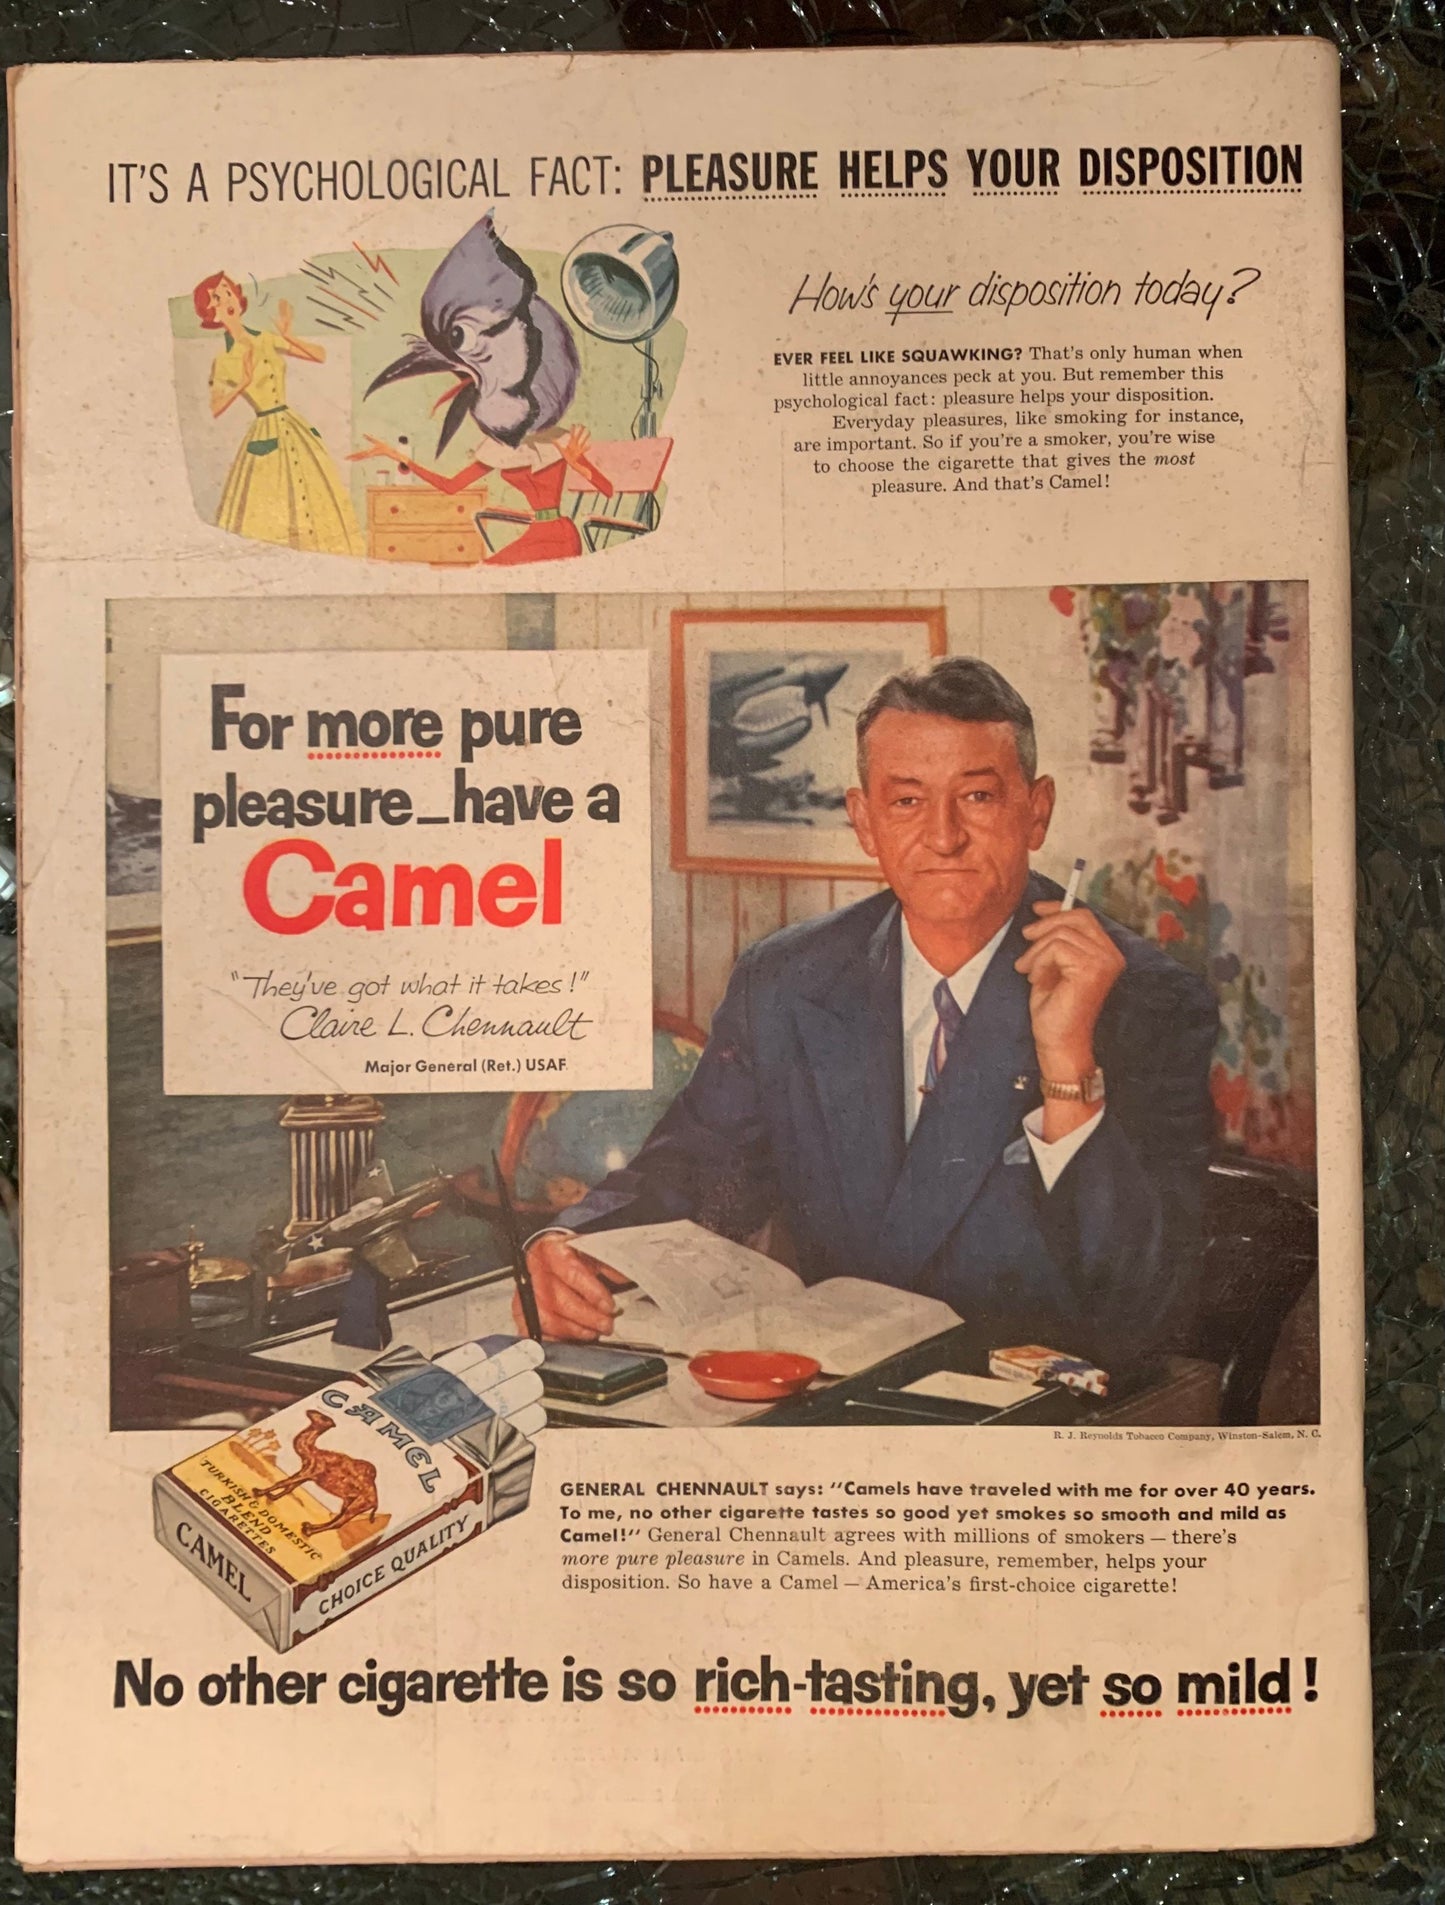 IT'S A PSYCHOLOGICAL FACT: PLEASURE HELPS YOUR DISPOSITION
How's your disposition today?
EVER FEEL LIKE SQUAWKING? That's only human when
little annoyances peck at you. But remember this
psychological fact: pleasure helps your disposition.
Everyday pleasures, like smoking for instance,
are important. So if you're a smoker, you're wise
to choose the cigarette that gives the most
pleasure. And that's Camel!
For more pure
pleasure—have a
Camel
"They've got what it takes!"
Claire L. Chennault
Major General (Ret.) USAF
R. J. Reynolds Tobacco Company, Winston-Salem, N. C.
CAMEL
TURKISH & DOMESTIC
BLEND
CIGARETTES
CAMEL
CHOICE QUALITY
GENERAL CHENNAULT says: "Camels have traveled with me for over 40 years.
To me, no other cigarette tastes so good yet smokes so smooth and mild as
Camel!" General Chennault agrees with millions of smokers — there's
more pure pleasure in Camels. And pleasure, remember, helps your
disposition. So have a Camel — America's first-choice cigarette!
No other cigarette is so rich-tasting, yet so mild!